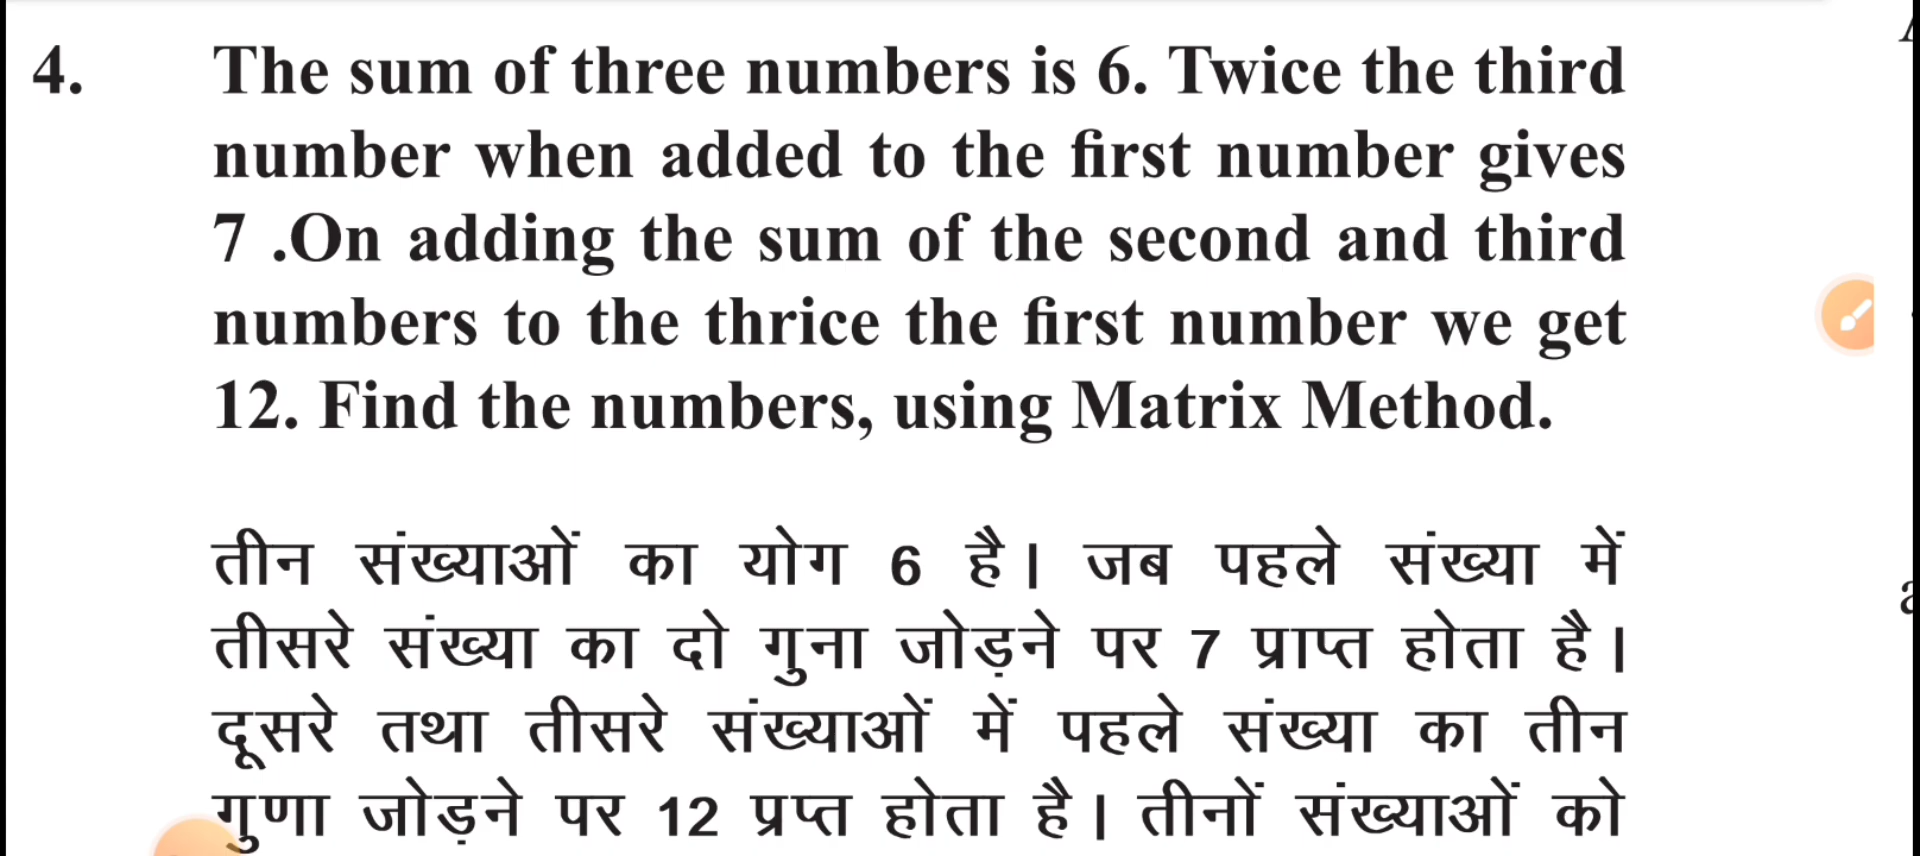 4. The sum of three numbers is 6. Twice the third
number when added to the first number gives
7 .On adding the sum of the second and third
numbers to the thrice the first number we get
12. Find the numbers, using Matrix Method.
तीन संख्याओं का योग 6 है। जब पहले संख्या में
तीसरे संख्या का दो गुना जोड़ने पर 7 प्राप्त होता है।
दूसरे तथा तीसरे संख्याओं में पहले संख्या का तीन
गुणा जोड़ने पर 12 प्रप्त होता है। तीनों संख्याओं को